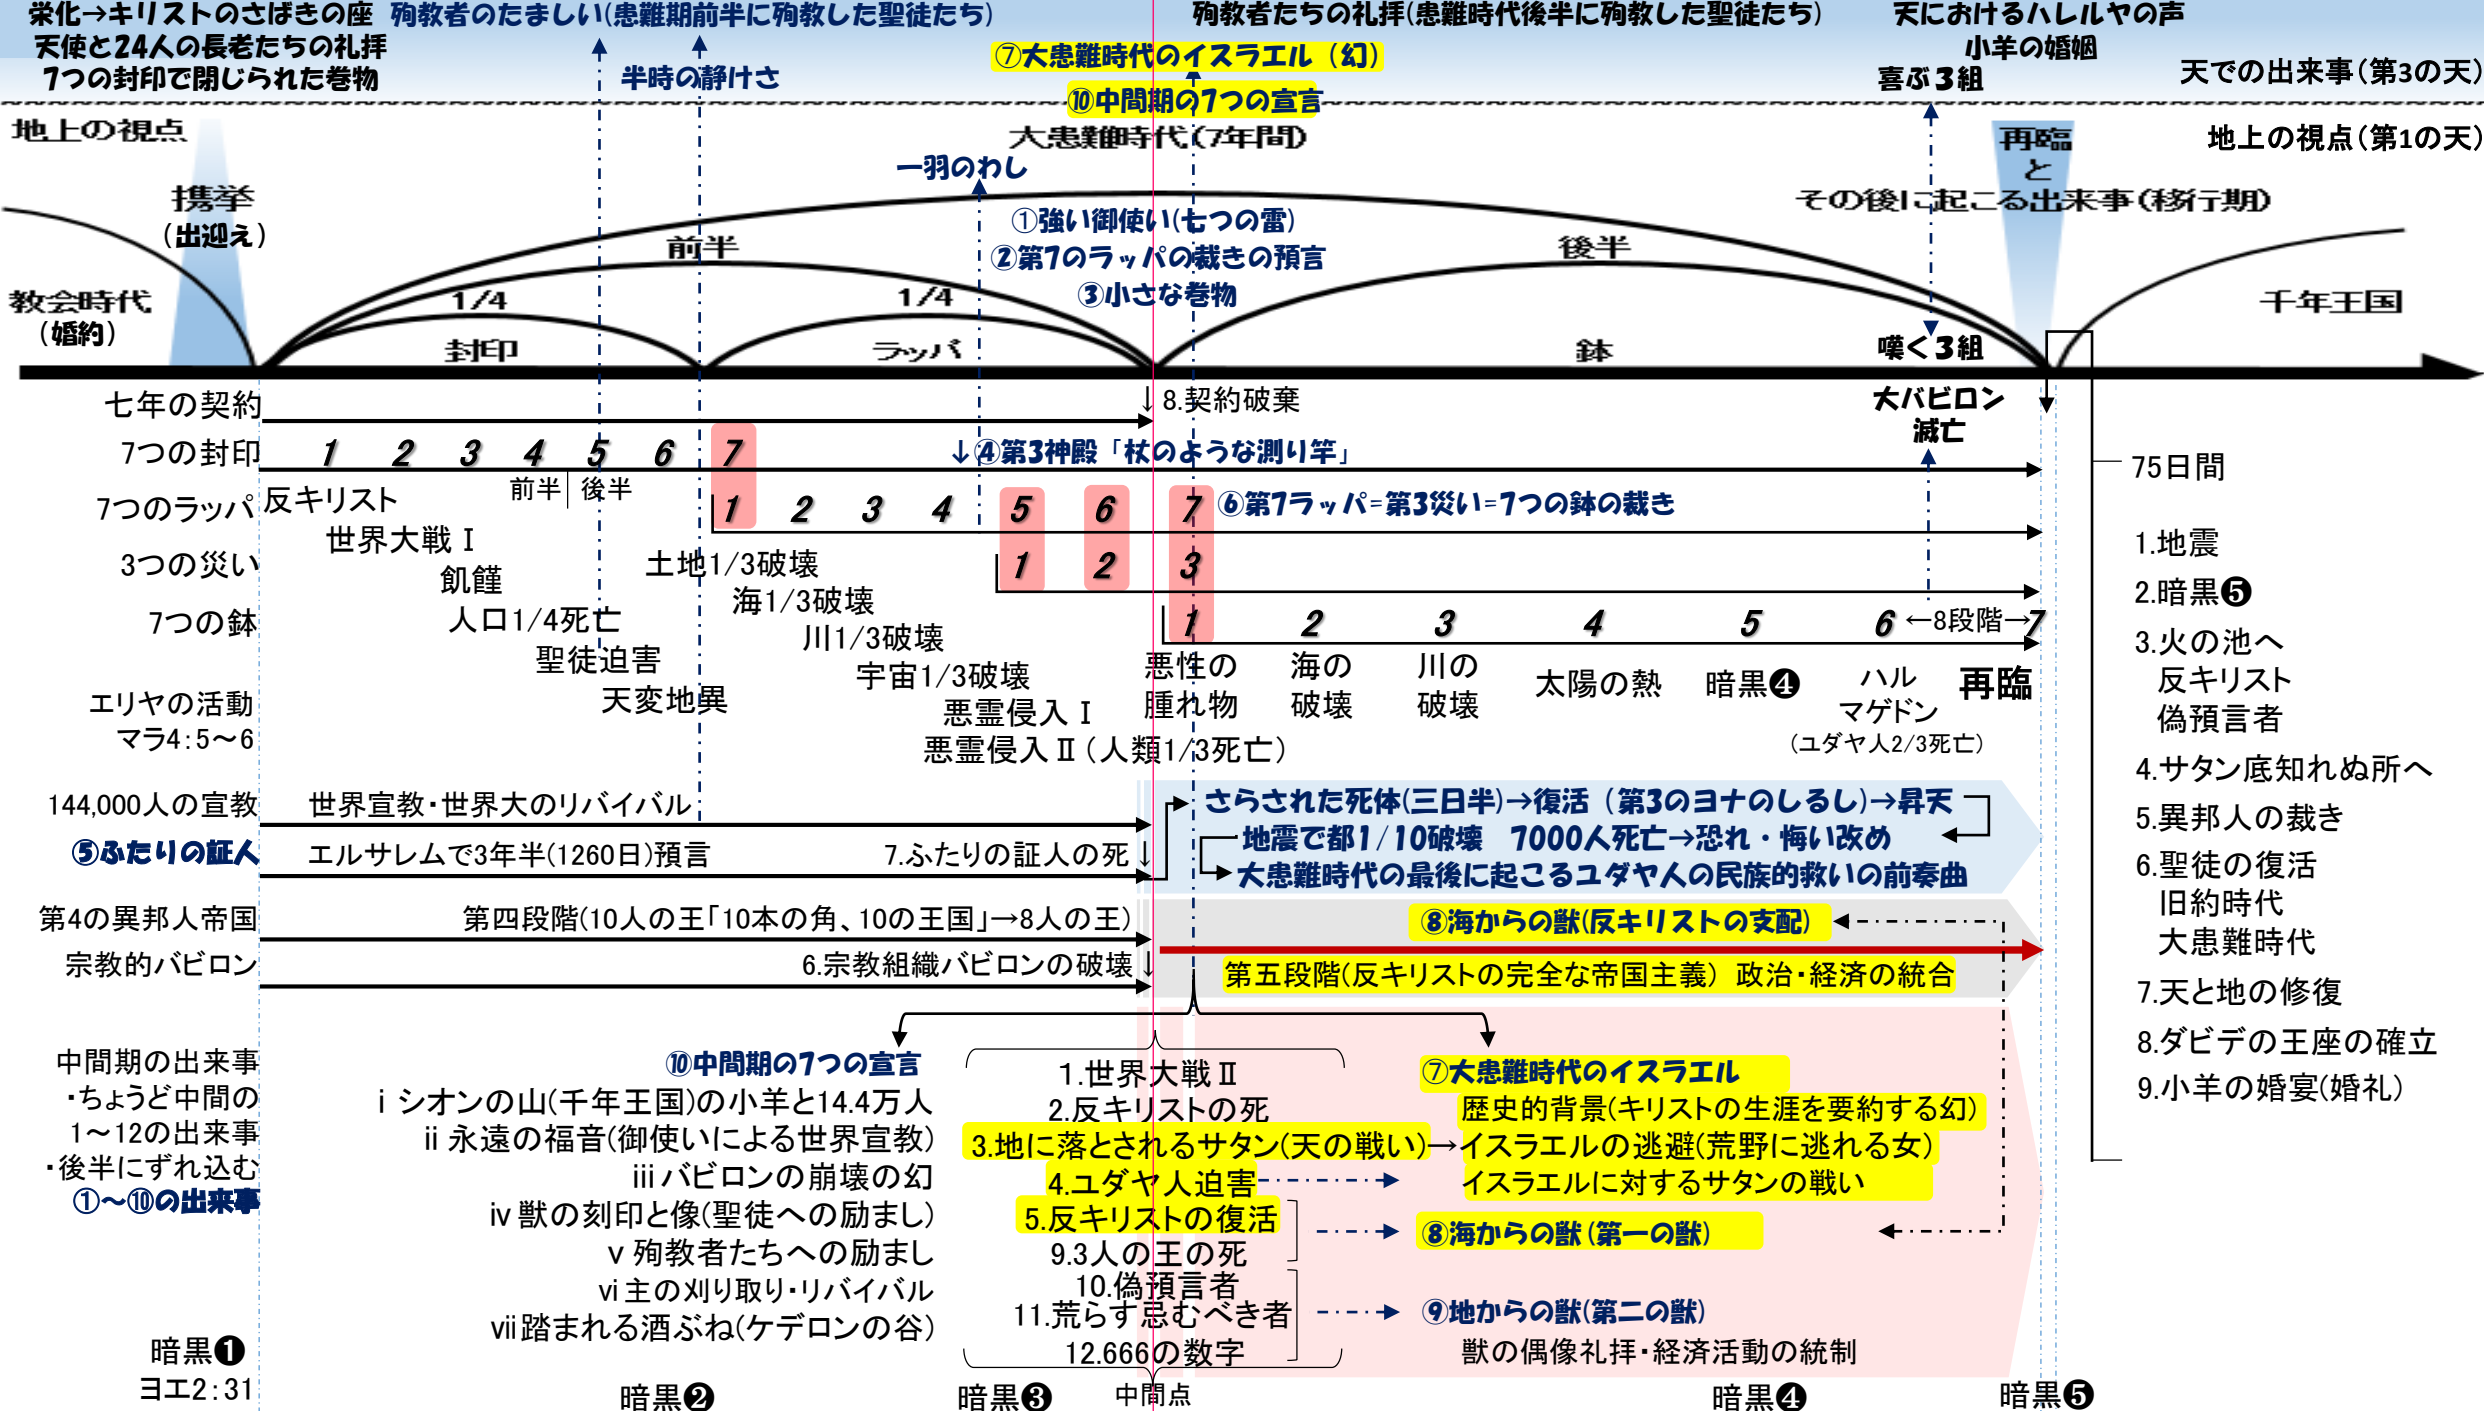 栄化→キリストのさばきの座
天使と24人の長老たちの礼拝
7つの封印で閉じられた巻物
殉教者のたましい(患難期前半に殉教した聖徒たち)
半時の静けさ
殉教者たちの礼拝(患難時代後半に殉教した聖徒たち)
⑦大患難時代のイスラエル（幻）
⑩中間期の7つの宣言
天におけるハレルヤの声
小羊の婚姻
喜ぶ3組
天での出来事(第3の天)
地上の視点
大患難時代(7年間)
地上の視点(第1の天)
再臨
と
その後に起こる出来事(移行期)
携挙
(出迎え)
一羽のわし
①強い御使い(七つの雷)
②第7のラッパの裁きの預言
③小さな巻物
前半
後半
教会時代
(婚約)
1/4
1/4
千年王国
封印
ラッパ
鉢
嘆く3組
七年の契約
↓8.契約破棄
大バビロン
滅亡
7つの封印
1 2 3 4 5 6 7
前半 後半
↓④第3神殿「杖のような測り竿」
7つのラッパ
1 2 3 4 5 6 7
⑥第7ラッパ=第3災い=7つの鉢の裁き
3つの災い
1 2 3
7つの鉢
1 2 3 4 5 6 ←8段階→7
反キリスト
世界大戦Ⅰ
飢饉
人口1/4死亡
聖徒迫害
天変地異
土地1/3破壊
海1/3破壊
川1/3破壊
宇宙1/3破壊
悪霊侵入Ⅰ
悪霊侵入Ⅱ(人類1/3死亡)
悪性の
腫れ物
海の
破壊
川の
破壊
太陽の熱
暗黒❹
ハル
マゲドン
(ユダヤ人2/3死亡)
再臨
エリヤの活動
マラ4:5～6
144,000人の宣教
世界宣教・世界大のリバイバル
⑤ふたりの証人
エルサレムで3年半(1260日)預言
7.ふたりの証人の死↓
さらされた死体(三日半)→復活（第3のヨナのしるし)→昇天
地震で都1/10破壊　7000人死亡→恐れ・悔い改め
大患難時代の最後に起こるユダヤ人の民族的救いの前奏曲
第4の異邦人帝国
第四段階(10人の王「10本の角、10の王国」→8人の王)
⑧海からの獣(反キリストの支配)
宗教的バビロン
6.宗教組織バビロンの破壊↓
第五段階(反キリストの完全な帝国主義) 政治・経済の統合
中間期の出来事
・ちょうど中間の
1～12の出来事
・後半にずれ込む
①～⑩の出来事
⑩中間期の7つの宣言
ⅰシオンの山(千年王国)の小羊と14.4万人
ⅱ永遠の福音(御使いによる世界宣教)
ⅲバビロンの崩壊の幻
ⅳ獣の刻印と像(聖徒への励まし)
ⅴ殉教者たちへの励まし
ⅵ主の刈り取り・リバイバル
ⅶ踏まれる酒ぶね(ケデロンの谷)
1.世界大戦Ⅱ
2.反キリストの死
3.地に落とされるサタン(天の戦い)→
4.ユダヤ人迫害
5.反キリストの復活
9.3人の王の死
10.偽預言者
11.荒らす忌むべき者
12.666の数字
中間点
⑦大患難時代のイスラエル
歴史的背景(キリストの生涯を要約する幻)
イスラエルの逃避(荒野に逃れる女)
イスラエルに対するサタンの戦い
⑧海からの獣(第一の獣)
⑨地からの獣(第二の獣)
獣の偶像礼拝・経済活動の統制
暗黒❶
ヨエ2:31
暗黒❷
暗黒❸
暗黒❹
暗黒❺
75日間
1.地震
2.暗黒❺
3.火の池へ
反キリスト
偽預言者
4.サタン底知れぬ所へ
5.異邦人の裁き
6.聖徒の復活
旧約時代
大患難時代
7.天と地の修復
8.ダビデの王座の確立
9.小羊の婚宴(婚礼)